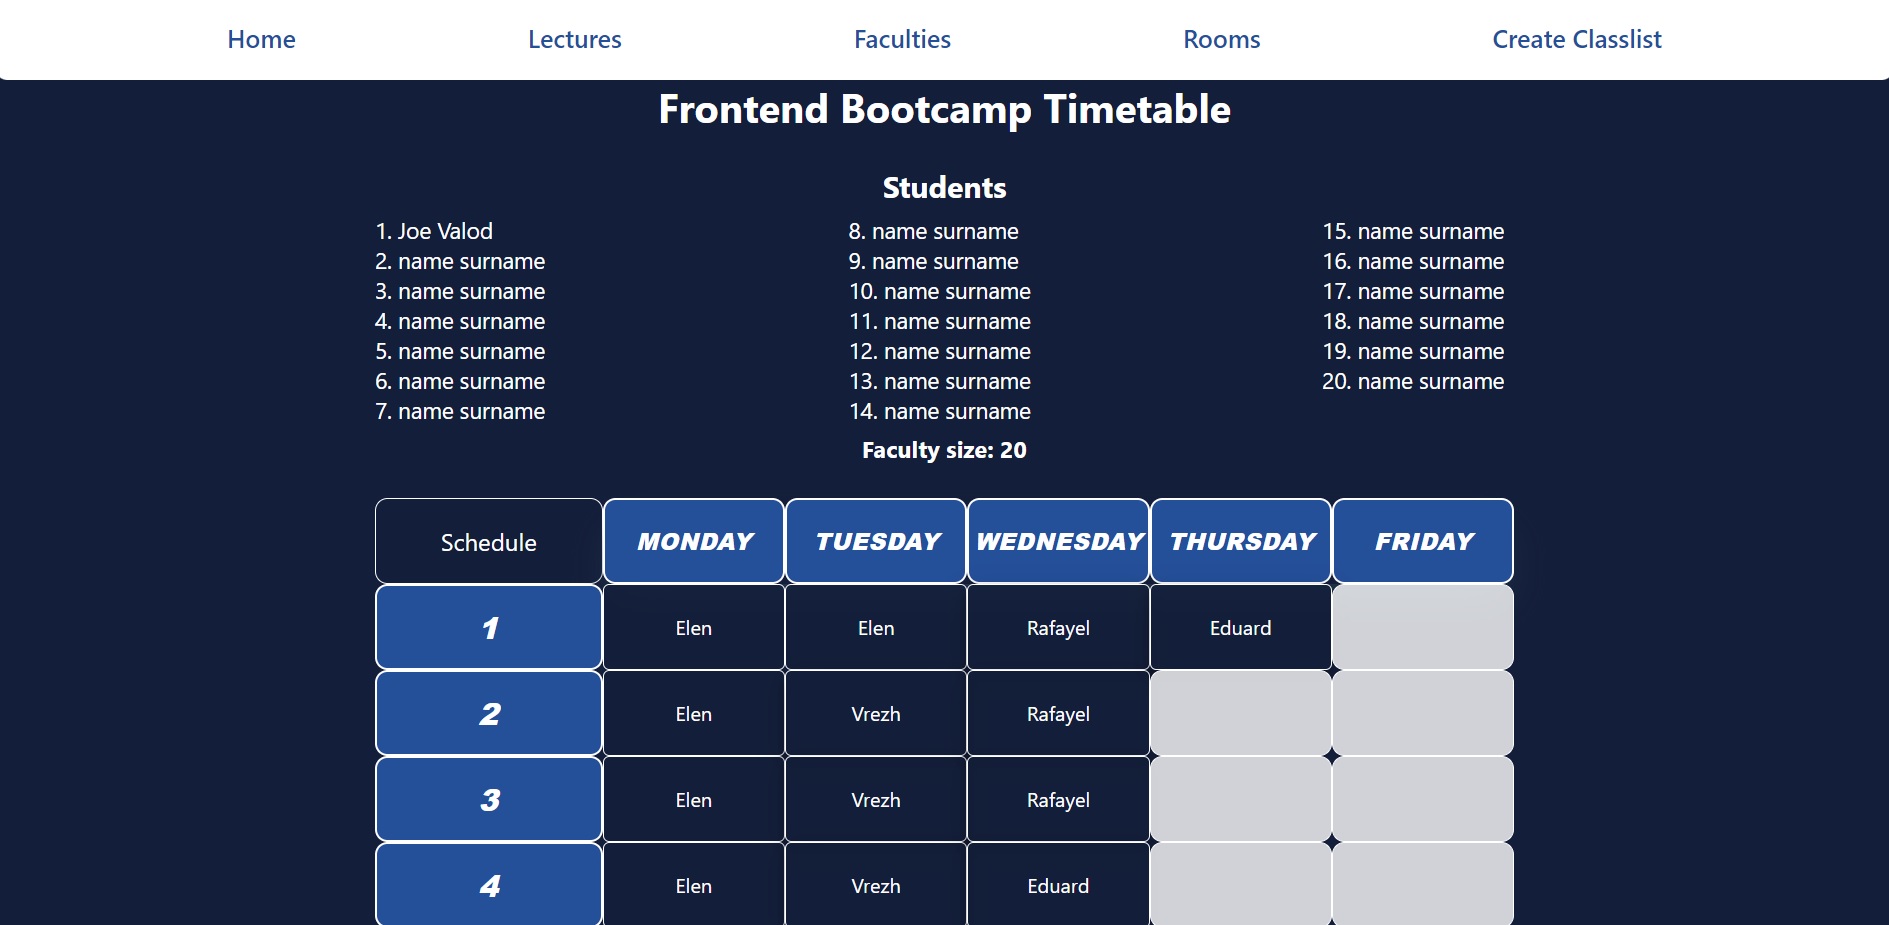 Home Lectures Faculties Rooms Create Classlist
Frontend Bootcamp Timetable
Students
1. Joe Valod
2. name surname
3. name surname
4. name surname
5. name surname
6. name surname
7. name surname
8. name surname
9. name surname
10. name surname
11. name surname
12. name surname
13. name surname
14. name surname
15. name surname
16. name surname
17. name surname
18. name surname
19. name surname
20. name surname
Faculty size: 20
Schedule MONDAY TUESDAY WEDNESDAY THURSDAY FRIDAY
1 Elen Elen Rafayel Eduard
2 Elen Vrezh Rafayel
3 Elen Vrezh Rafayel
4 Elen Vrezh Eduard